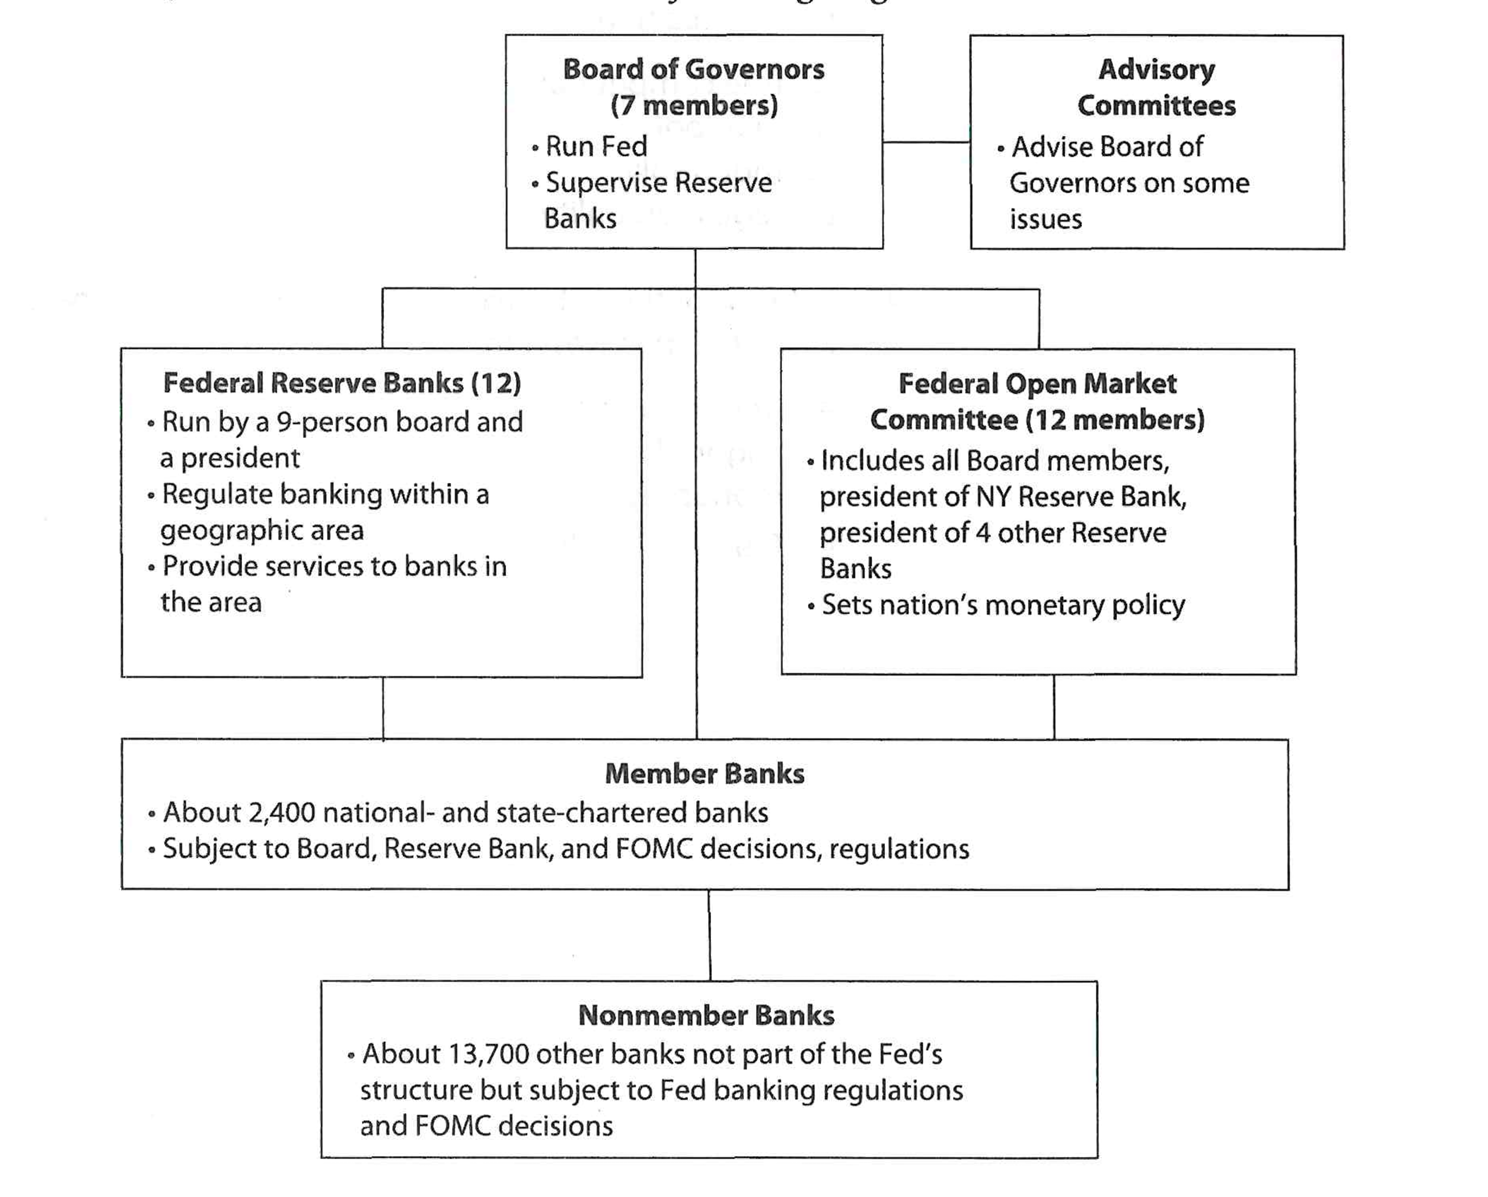 Board of Governors
(7 members)
• Run Fed
• Supervise Reserve
Banks
Advisory
Committees
• Advise Board of
Governors on some
issues
Federal Reserve Banks (12)
• Run by a 9-person board and
a president
• Regulate banking within a
geographic area
• Provide services to banks in
the area
Federal Open Market
Committee (12 members)
• Includes all Board members,
president of NY Reserve Bank,
president of 4 other Reserve
Banks
• Sets nation's monetary policy
Member Banks
• About 2,400 national- and state-chartered banks
• Subject to Board, Reserve Bank, and FOMC decisions, regulations
Nonmember Banks
• About 13,700 other banks not part of the Fed's
structure but subject to Fed banking regulations
and FOMC decisions